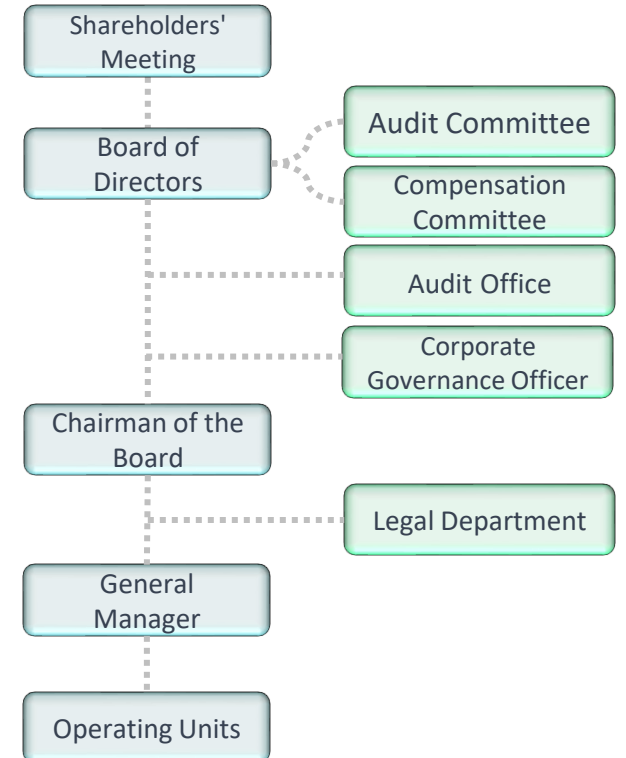 Shareholders'
Meeting
Board of
Directors
Audit Committee
Compensation
Committee
Audit Office
Corporate
Governance Officer
Chairman of the
Board
Legal Department
General
Manager
Operating Units